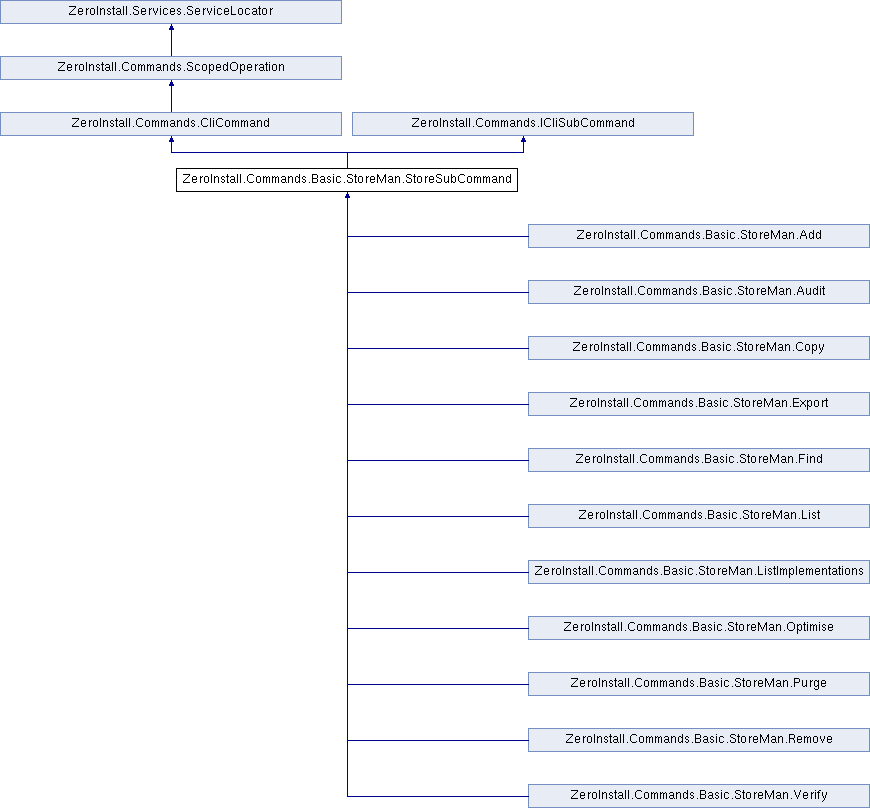 ZeroInstall.Services.ServiceLocator
ZeroInstall.Commands.ScopedOperation
ZeroInstall.Commands.CliCommand
ZeroInstall.Commands.ICliSubCommand
ZeroInstall.Commands.Basic.StoreMan.StoreSubCommand
ZeroInstall.Commands.Basic.StoreMan.Add
ZeroInstall.Commands.Basic.StoreMan.Audit
ZeroInstall.Commands.Basic.StoreMan.Copy
ZeroInstall.Commands.Basic.StoreMan.Export
ZeroInstall.Commands.Basic.StoreMan.Find
ZeroInstall.Commands.Basic.StoreMan.List
ZeroInstall.Commands.Basic.StoreMan.ListImplementations
ZeroInstall.Commands.Basic.StoreMan.Optimise
ZeroInstall.Commands.Basic.StoreMan.Purge
ZeroInstall.Commands.Basic.StoreMan.Remove
ZeroInstall.Commands.Basic.StoreMan.Verify